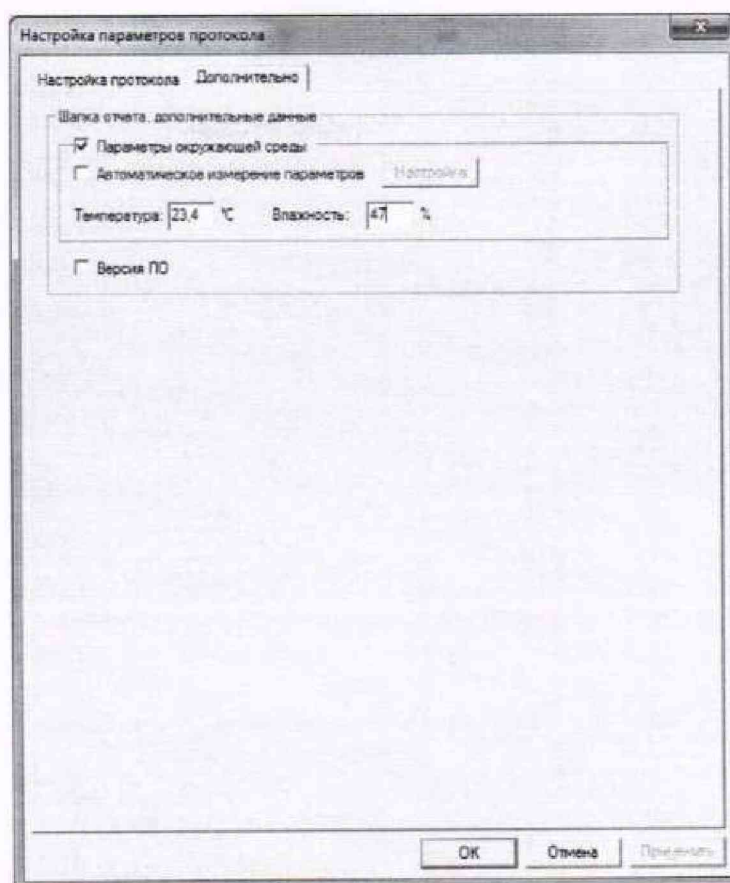 Настройка параметров протокола
Настройка протокола Дополнительно
Шапка отчета, дополнительные данные
Параметры окружающей среды
Автоматическое измерение параметров Настройка
Температура: 23,4 °C Влажность: 47 %
Версия ПО
OK Отмена Применить